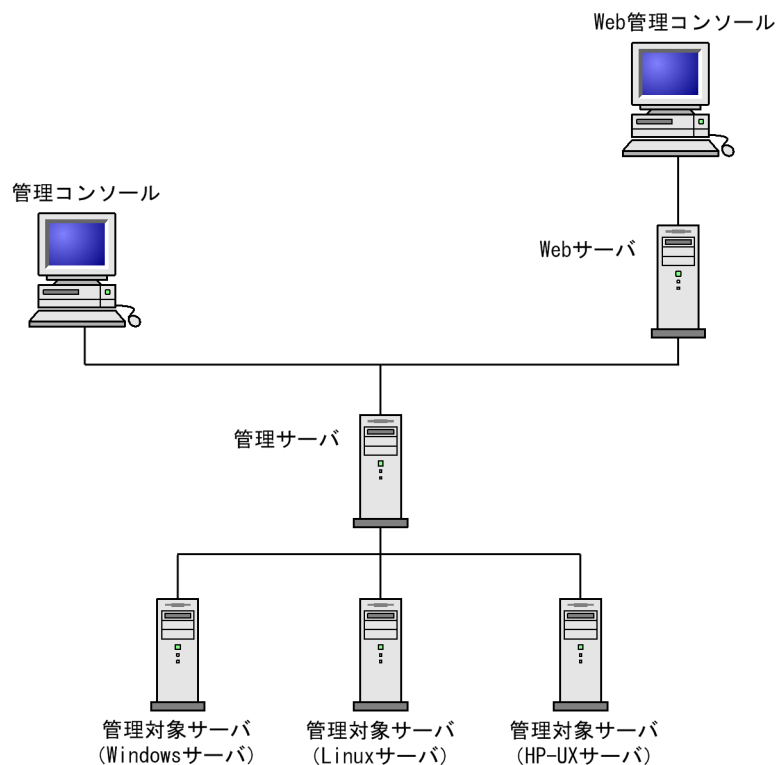 Web管理コンソール
管理コンソール
Webサーバ
管理サーバ
管理対象サーバ
(Windowsサーバ)
管理対象サーバ
(Linuxサーバ)
管理対象サーバ
(HP-UXサーバ)